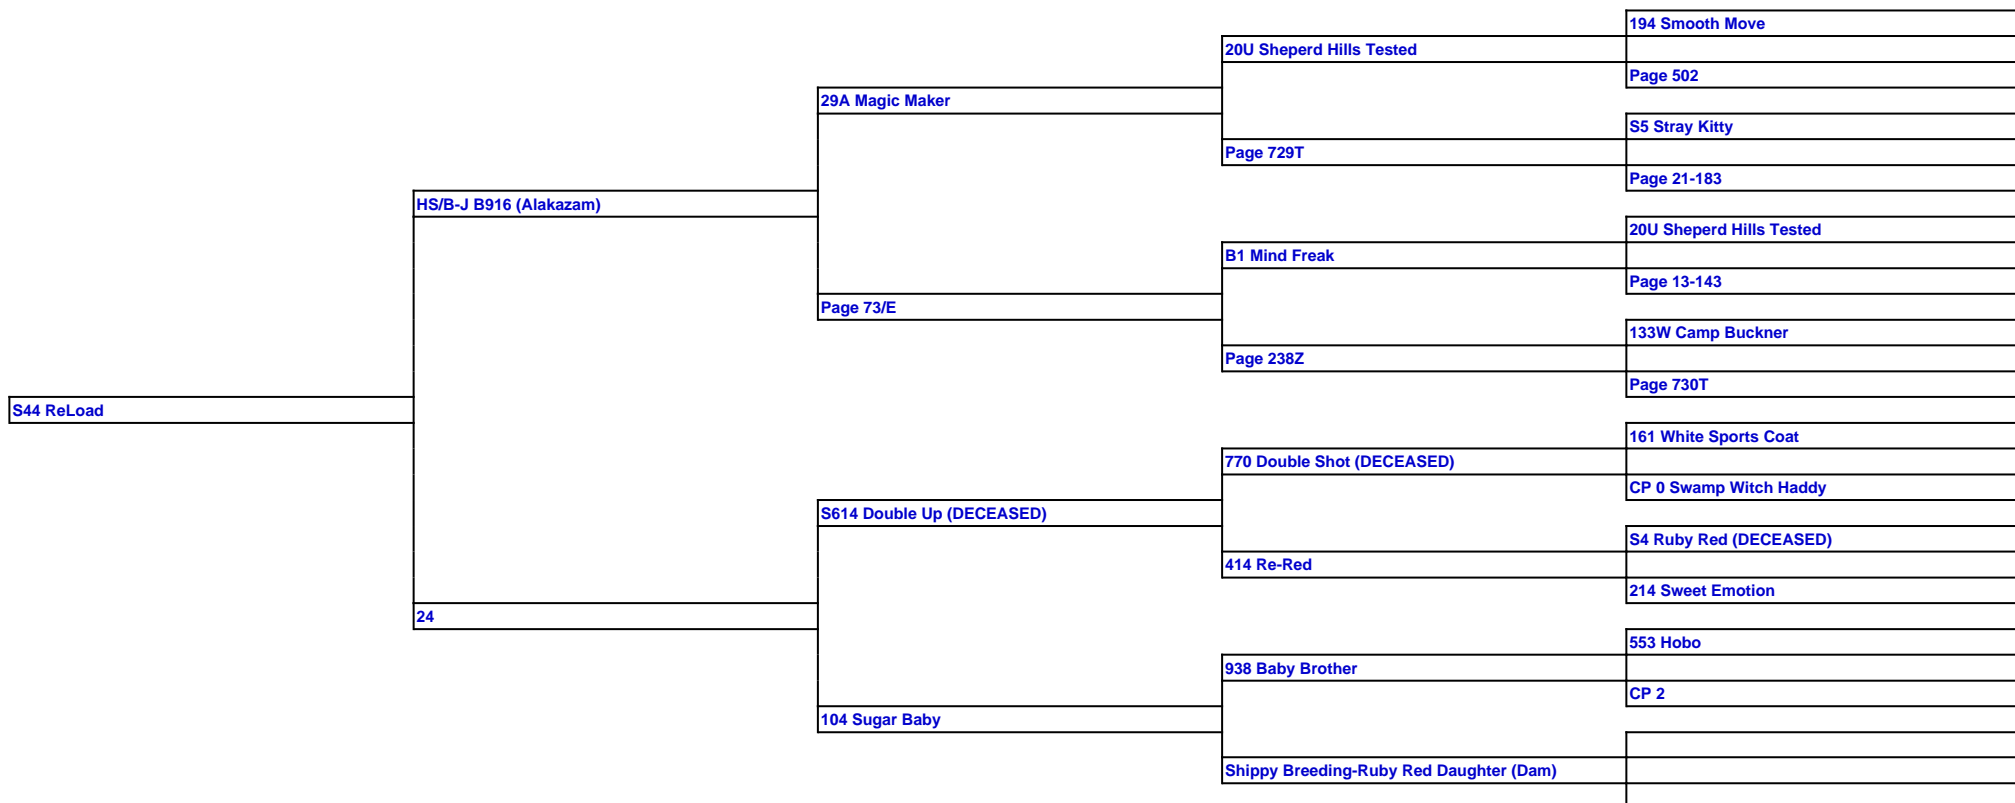 194 Smooth Move
20U Sheperd Hills Tested
Page 502
29A Magic Maker
S5 Stray Kitty
Page 729T
Page 21-183
HS/B-J B916 (Alakazam)
20U Sheperd Hills Tested
B1 Mind Freak
Page 13-143
Page 73/E
133W Camp Buckner
Page 238Z
Page 730T
S44 ReLoad
161 White Sports Coat
770 Double Shot (DECEASED)
CP 0 Swamp Witch Haddy
S614 Double Up (DECEASED)
S4 Ruby Red (DECEASED)
414 Re-Red
214 Sweet Emotion
24
553 Hobo
938 Baby Brother
CP 2
104 Sugar Baby
Shippy Breeding-Ruby Red Daughter (Dam)